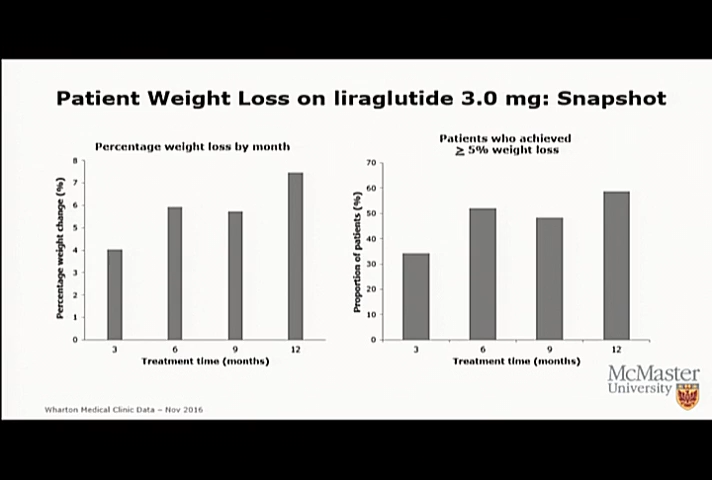 Patient Weight Loss on liraglutide 3.0 mg: Snapshot
Percentage weight loss by month
Percentage weight change (%)
8
7
6
5
4
3
2
1
0
3
6
9
12
Treatment time (months)
Patients who achieved
≥ 5% weight loss
Proportion of patients (%)
70
60
50
40
30
20
10
0
3
6
9
12
Treatment time (months)
McMaster
University
Wharton Medical Clinic Data – Nov 2016